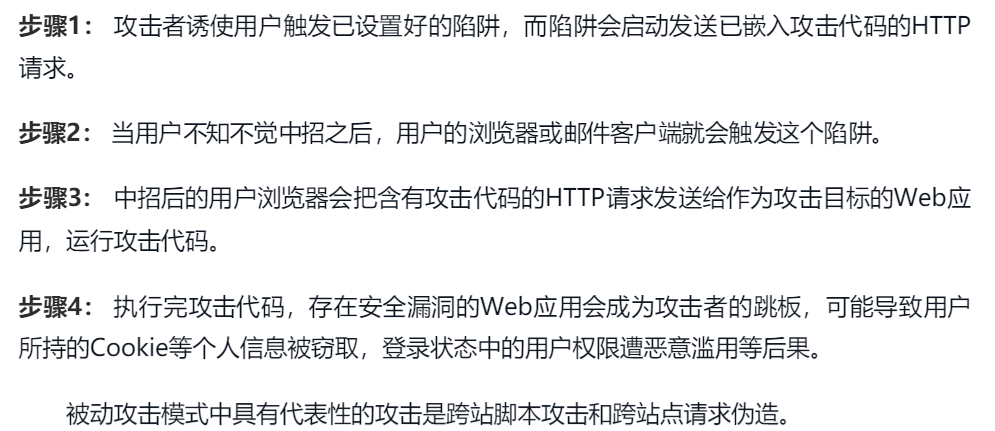 步骤1： 攻击者诱使用户触发已设置好的陷阱，而陷阱会启动发送已嵌入攻击代码的HTTP
请求。
步骤2： 当用户不知不觉中招之后，用户的浏览器或邮件客户端就会触发这个陷阱。
步骤3： 中招后的用户浏览器会把含有攻击代码的HTTP请求发送给作为攻击目标的Web应
用，运行攻击代码。
步骤4： 执行完攻击代码，存在安全漏洞的Web应用会成为攻击者的跳板，可能导致用户
所持的Cookie等个人信息被窃取，登录状态中的用户权限遭恶意滥用等后果。
被动攻击模式中具有代表性的攻击是跨站脚本攻击和跨站点请求伪造。